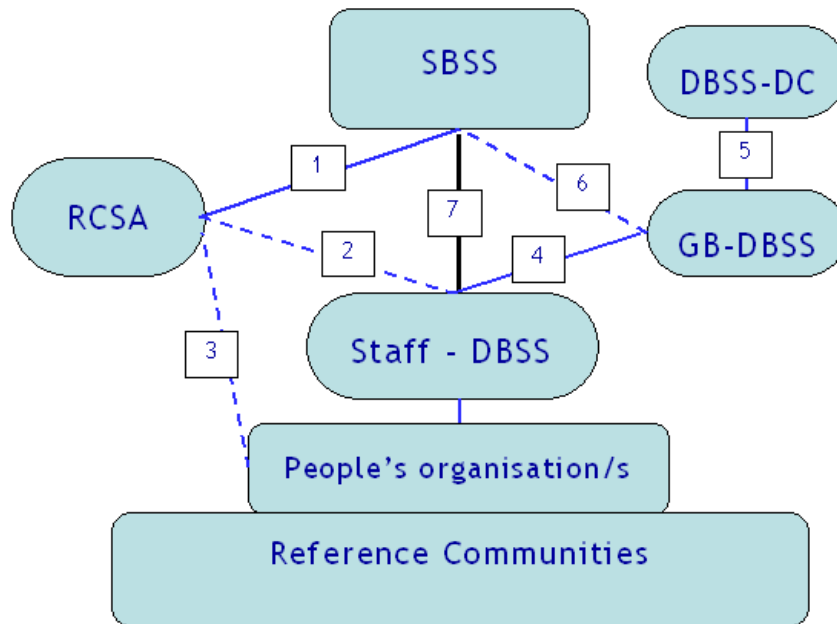 SBSS
DBSS-DC
1
5
6
RCSA
7
2
4
GB-DBSS
3
Staff - DBSS
People’s organisation/s
Reference Communities